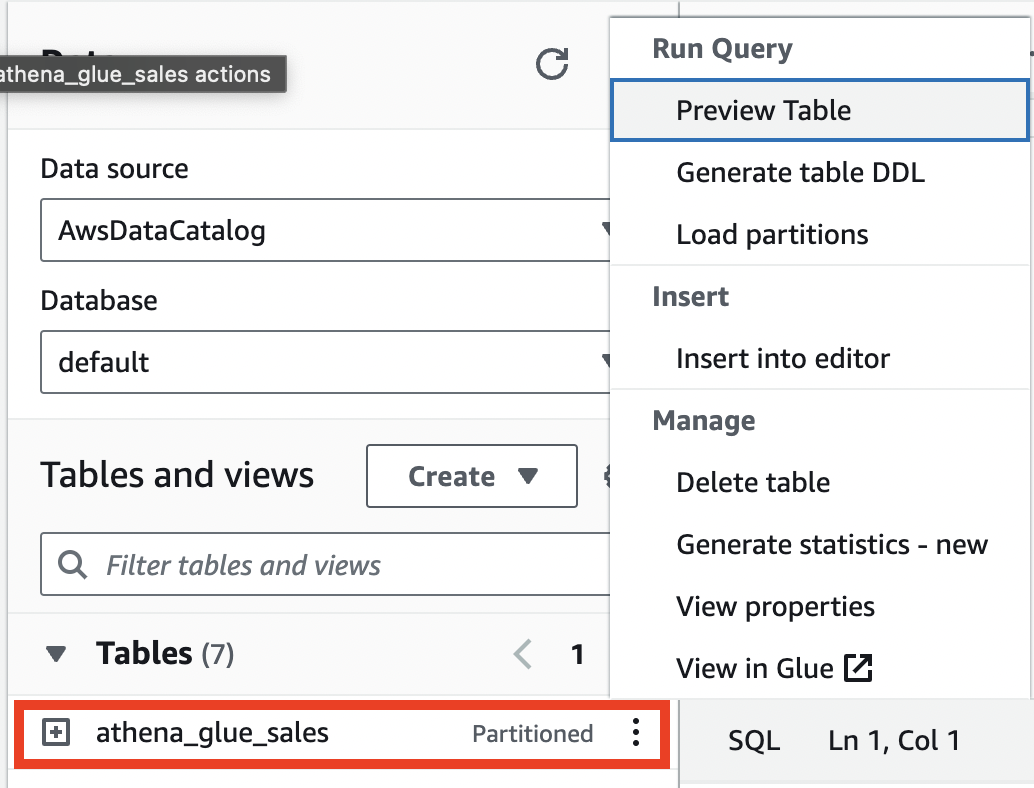 athena_glue_sales actions
Data source
AwsDataCatalog
Database
default
Tables and views
Create
Filter tables and views
Tables (7)
1
athena_glue_sales Partitioned
Run Query
Preview Table
Generate table DDL
Load partitions
Insert
Insert into editor
Manage
Delete table
Generate statistics - new
View properties
View in Glue
SQL Ln 1, Col 1